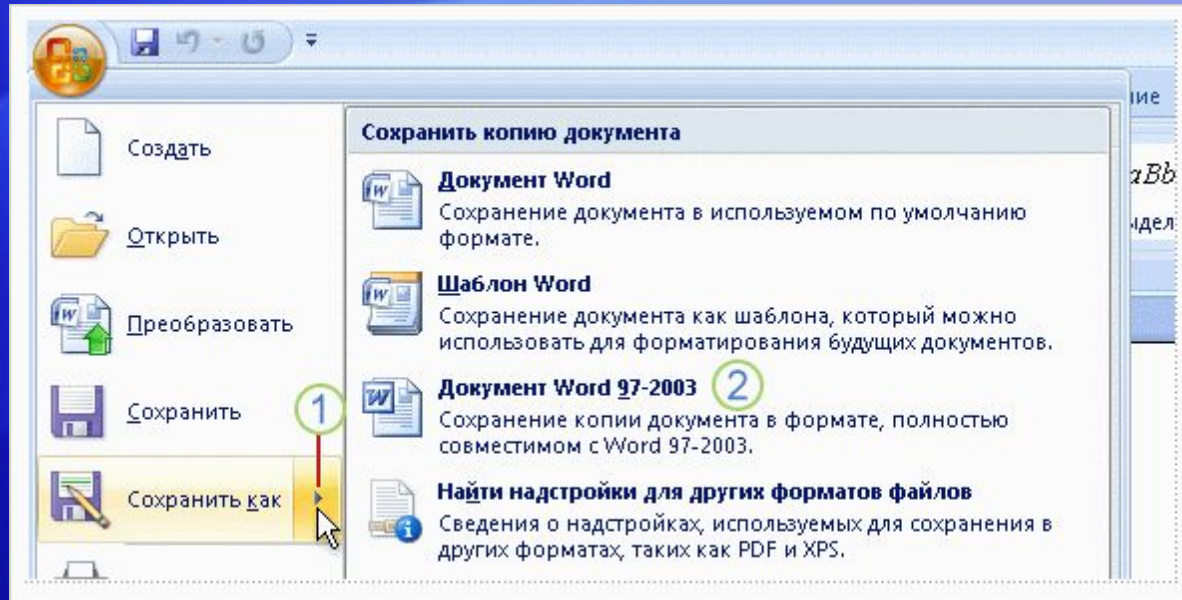 ние
Создать
Открыть
Преобразовать
Сохранить
1
Сохранить как
Сохранить копию документа
Документ Word
Сохранение документа в используемом по умолчанию
формате.
Шаблон Word
Сохранение документа как шаблона, который можно
использовать для форматирования будущих документов.
Документ Word 97-2003 2
Сохранение копии документа в формате, полностью
совместимом с Word 97-2003.
Найти надстройки для других форматов файлов
Сведения о надстройках, используемых для сохранения в
других форматах, таких как PDF и XPS.
aBb